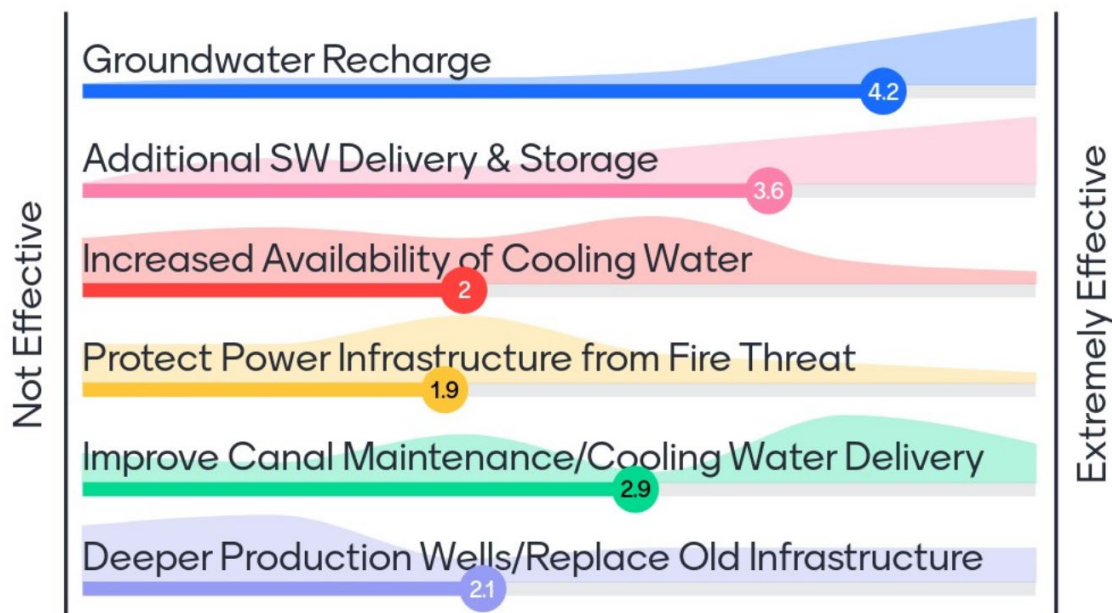 Groundwater Recharge
4.2
Additional SW Delivery & Storage
3.6
Increased Availability of Cooling Water
2
Protect Power Infrastructure from Fire Threat
1.9
Improve Canal Maintenance/Cooling Water Delivery
2.9
Deeper Production Wells/Replace Old Infrastructure
2.1
Not Effective
Extremely Effective